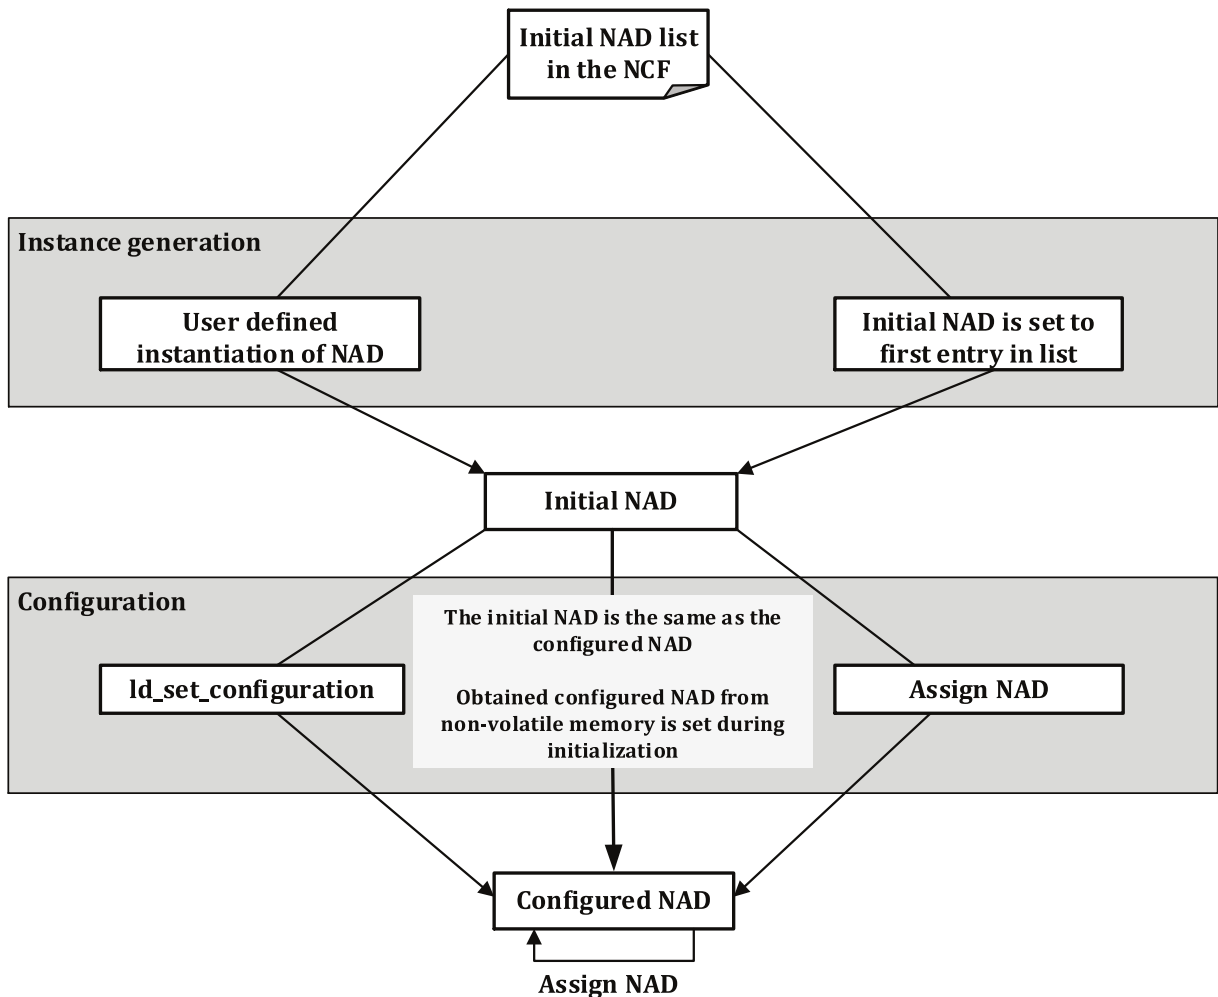 Initial NAD list
in the NCF
Instance generation
User defined
instantiation of NAD
Initial NAD is set to
first entry in list
Initial NAD
Configuration
The initial NAD is the same as the
configured NAD
Obtained configured NAD from
non-volatile memory is set during
initialization
ld_set_configuration
Assign NAD
Configured NAD
Assign NAD